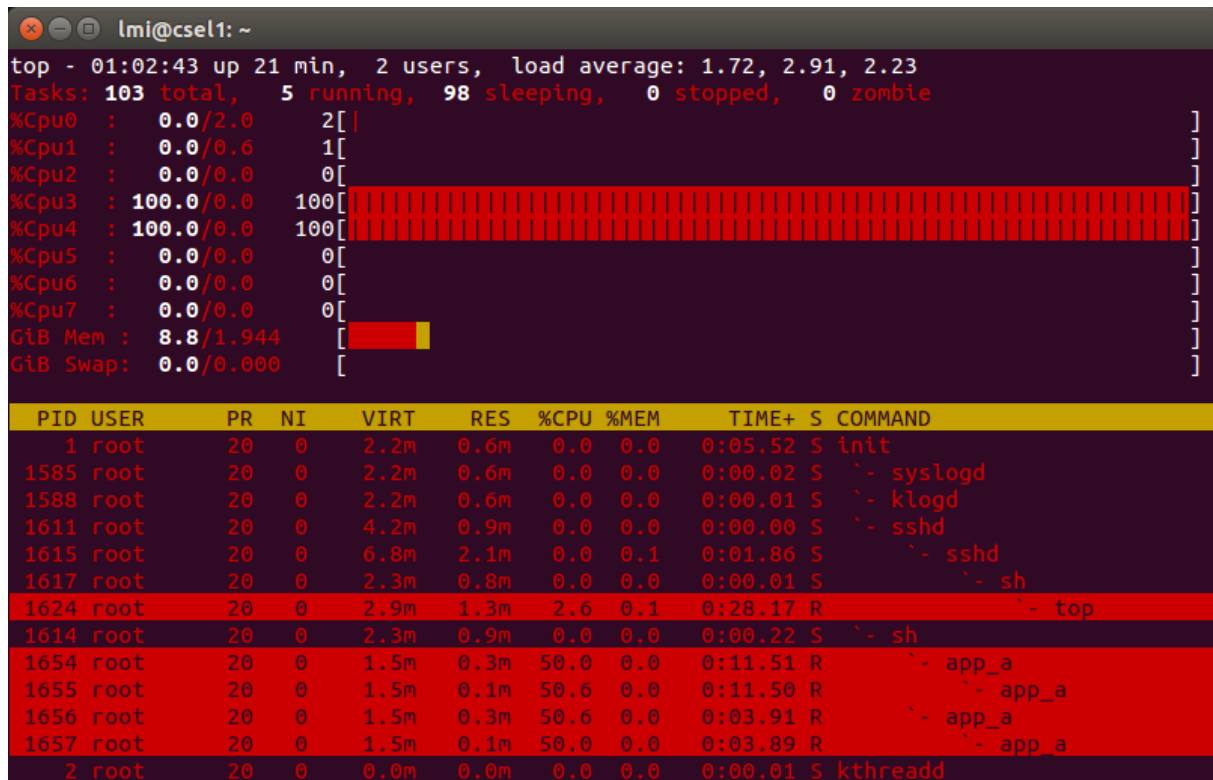 lmi@csel1: ~
top - 01:02:43 up 21 min,  2 users,  load average: 1.72, 2.91, 2.23
Tasks: 103 total,   5 running,  98 sleeping,   0 stopped,   0 zombie
%Cpu0  :   0.0/2.0     2[|                                                              ]
%Cpu1  :   0.0/0.6     1[                                                               ]
%Cpu2  :   0.0/0.0     0[                                                               ]
%Cpu3  : 100.0/0.0   100[||||||||||||||||||||||||||||||||||||||||||||||||||||||||||||||]
%Cpu4  : 100.0/0.0   100[||||||||||||||||||||||||||||||||||||||||||||||||||||||||||||||]
%Cpu5  :   0.0/0.0     0[                                                               ]
%Cpu6  :   0.0/0.0     0[                                                               ]
%Cpu7  :   0.0/0.0     0[                                                               ]
GiB Mem :  8.8/1.944    [                                                               ]
GiB Swap:  0.0/0.000    [                                                               ]
PID USER      PR  NI    VIRT    RES  %CPU %MEM     TIME+ S COMMAND
1 root      20   0    2.2m   0.6m   0.0  0.0   0:05.52 S init
1585 root      20   0    2.2m   0.6m   0.0  0.0   0:00.02 S  `- syslogd
1588 root      20   0    2.2m   0.6m   0.0  0.0   0:00.01 S  `- klogd
1611 root      20   0    4.2m   0.9m   0.0  0.0   0:00.00 S  `- sshd
1615 root      20   0    6.8m   2.1m   0.0  0.1   0:01.86 S      `- sshd
1617 root      20   0    2.3m   0.8m   0.0  0.0   0:00.01 S          `- sh
1624 root      20   0    2.9m   1.3m   2.6  0.1   0:28.17 R              `- top
1614 root      20   0    2.3m   0.9m   0.0  0.0   0:00.22 S  `- sh
1654 root      20   0    1.5m   0.3m  50.0  0.0   0:11.51 R      `- app_a
1655 root      20   0    1.5m   0.1m  50.6  0.0   0:11.50 R          `- app_a
1656 root      20   0    1.5m   0.3m  50.6  0.0   0:03.91 R      `- app_a
1657 root      20   0    1.5m   0.1m  50.0  0.0   0:03.89 R          `- app_a
2 root      20   0    0.0m   0.0m   0.0  0.0   0:00.01 S kthreadd